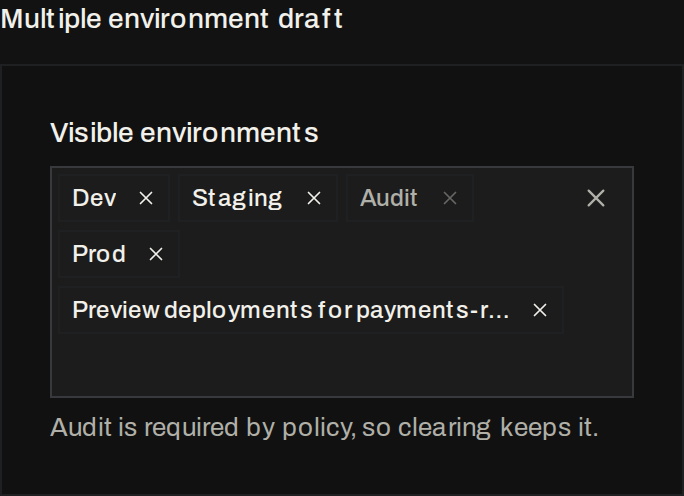 Multiple environment draft
Visible environments
Dev Staging Audit
Prod
Preview deployments for payments-r...
Audit is required by policy, so clearing keeps it.